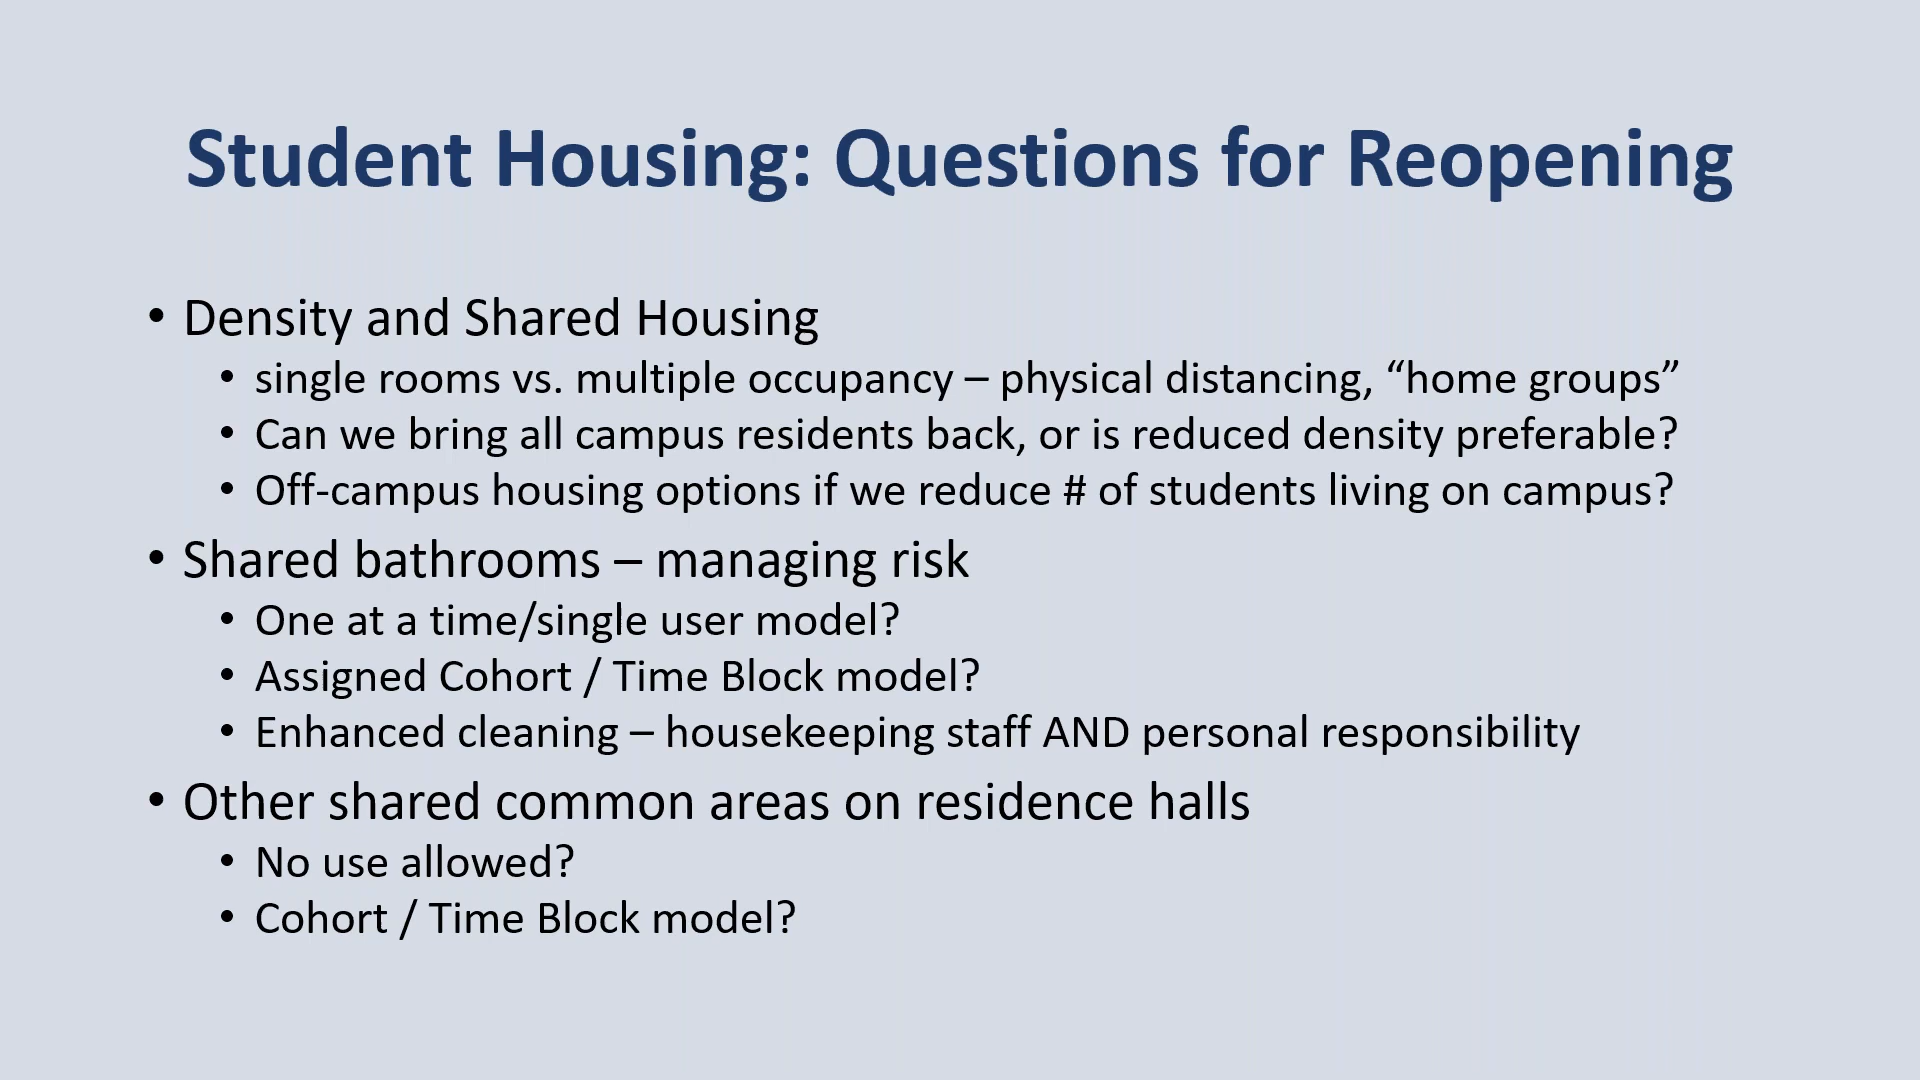 Student Housing: Questions for Reopening
• Density and Shared Housing
• single rooms vs. multiple occupancy – physical distancing, “home groups”
• Can we bring all campus residents back, or is reduced density preferable?
• Off-campus housing options if we reduce # of students living on campus?
• Shared bathrooms – managing risk
• One at a time/single user model?
• Assigned Cohort / Time Block model?
• Enhanced cleaning – housekeeping staff AND personal responsibility
• Other shared common areas on residence halls
• No use allowed?
• Cohort / Time Block model?